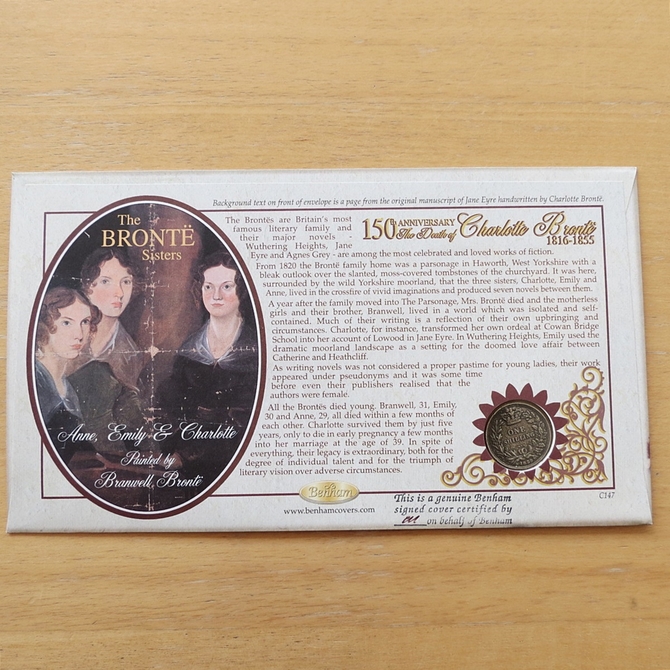 Background text on front of envelope is a page from the original manuscript of Jane Eyre handwritten by Charlotte Brontë.
The
BRONTË
Sisters
Anne, Emily & Charlotte
Painted by
Branwell, Brontë
150th ANNIVERSARY
The Death of
Charlotte Brontë
1816-1855
The Brontës are Britain's most
famous literary family and
their major novels -
Wuthering Heights, Jane
Eyre and Agnes Grey - are among the most celebrated and loved works of fiction.
From 1820 the Brontë family home was a parsonage in Haworth, West Yorkshire with a
bleak outlook over the slanted, moss-covered tombstones of the churchyard. It was here,
surrounded by the wild Yorkshire moorland, that the three sisters, Charlotte, Emily and
Anne, lived in the crossfire of vivid imaginations and produced seven novels between them.
A year after the family moved into The Parsonage, Mrs. Brontë died and the motherless
girls and their brother, Branwell, lived in a world which was isolated and self-
contained. Much of their writing is a reflection of their own upbringing and
circumstances. Charlotte, for instance, transformed her own ordeal at Cowan Bridge
School into her account of Lowood in Jane Eyre. In Wuthering Heights, Emily used the
dramatic moorland landscape as a setting for the doomed love affair between
Catherine and Heathcliff.
As writing novels was not considered a proper pastime for young ladies, their work
appeared under pseudonyms and it was some time
before even their publishers realised that the
authors were female.
All the Brontës died young. Branwell, 31, Emily,
30 and Anne, 29, all died within a few months of
each other. Charlotte survived them by just five
years, only to die in early pregnancy a few months
into her marriage at the age of 39. In spite of
everything, their legacy is extraordinary, both for the
degree of individual talent and for the triumph of
literary vision over adverse circumstances.
Benham
www.benhamcovers.com
This is a genuine Benham
signed cover certified by
on behalf of Benham
C147